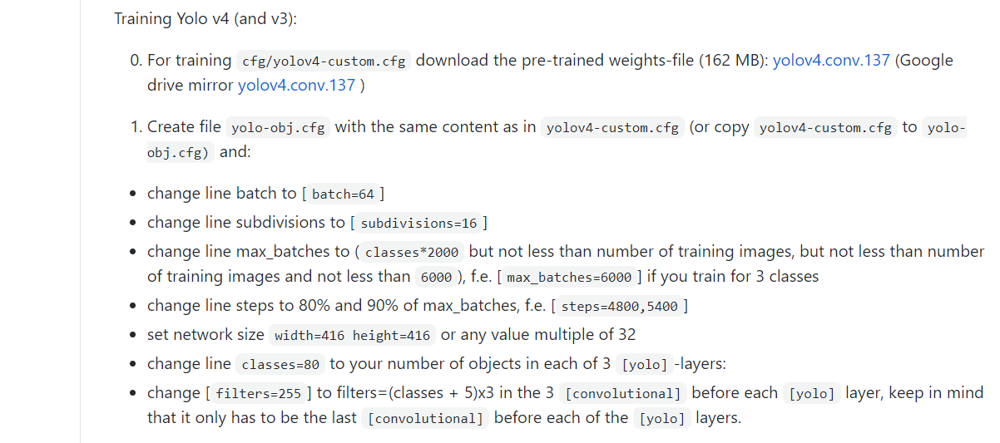 Training Yolo v4 (and v3):
0. For training cfg/yolov4-custom.cfg download the pre-trained weights-file (162 MB): yolov4.conv.137 (Google
drive mirror yolov4.conv.137 )
1. Create file yolo-obj.cfg with the same content as in yolov4-custom.cfg (or copy yolov4-custom.cfg to yolo-
obj.cfg) and:
• change line batch to [ batch=64 ]
• change line subdivisions to [ subdivisions=16 ]
• change line max_batches to ( classes*2000 but not less than number of training images, but not less than number
of training images and not less than 6000 ), f.e. [ max_batches=6000 ] if you train for 3 classes
• change line steps to 80% and 90% of max_batches, f.e. [ steps=4800,5400 ]
• set network size width=416 height=416 or any value multiple of 32
• change line classes=80 to your number of objects in each of 3 [yolo] -layers:
• change [ filters=255 ] to filters=(classes + 5)x3 in the 3 [convolutional] before each [yolo] layer, keep in mind
that it only has to be the last [convolutional] before each of the [yolo] layers.